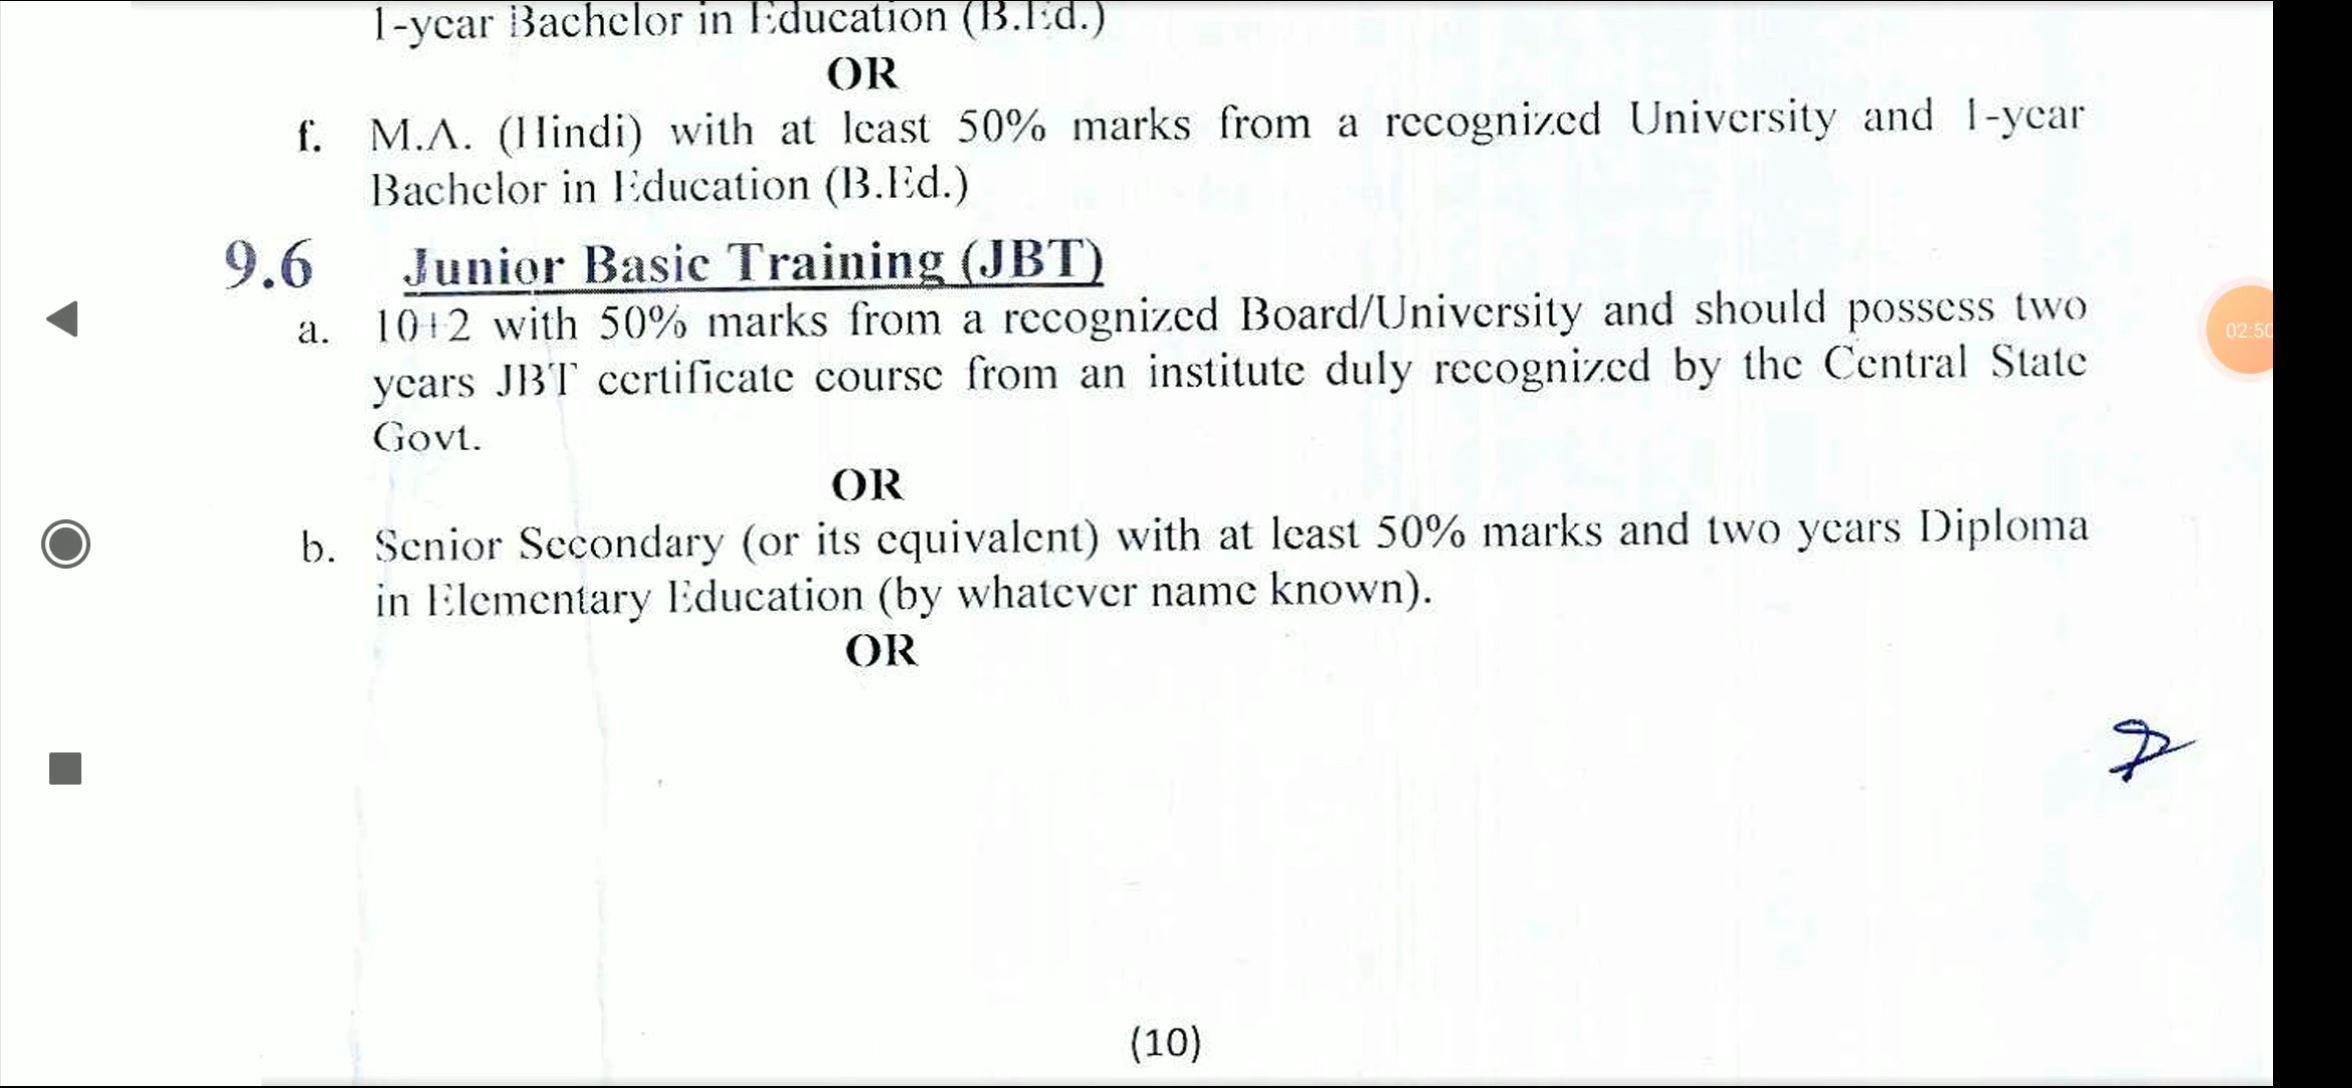 1-year Bachelor in Education (B.Ed.)
OR
f. M.A. (Hindi) with at least 50% marks from a recognized University and 1-year
Bachelor in Education (B.Ed.)
9.6 Junior Basic Training (JBT)
a. 10+2 with 50% marks from a recognized Board/University and should possess two
years JBT certificate course from an institute duly recognized by the Central State
Govt.
02:50
OR
b. Senior Secondary (or its equivalent) with at least 50% marks and two years Diploma
in Elementary Education (by whatever name known).
OR
(10)